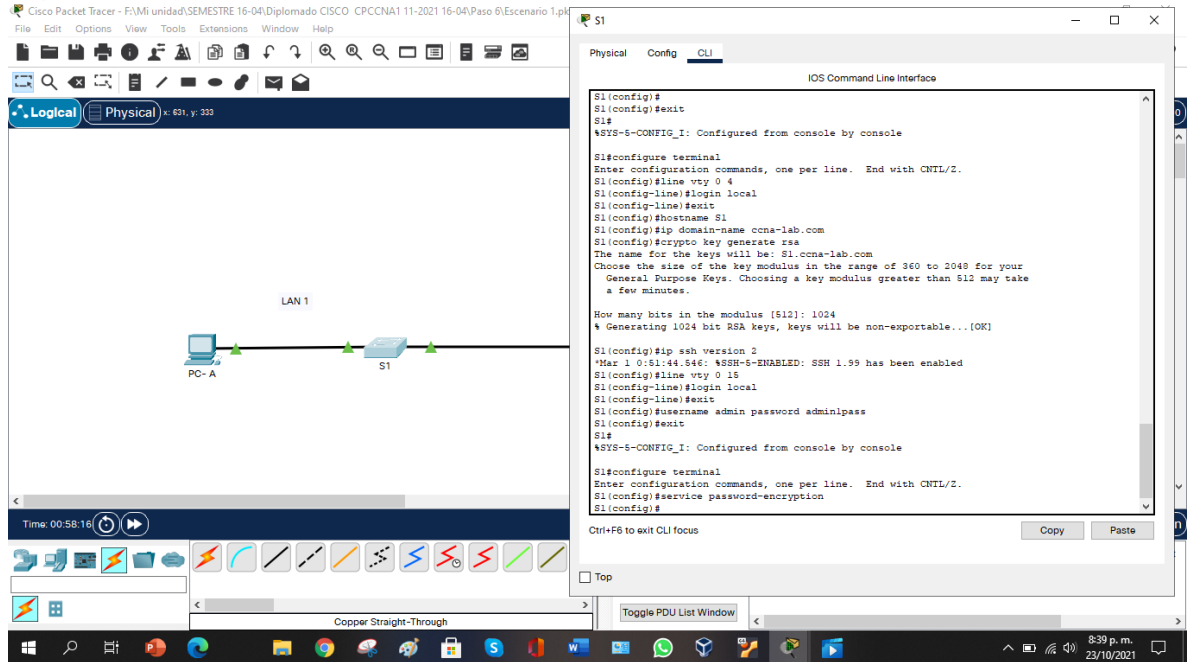 Cisco Packet Tracer - F:\Mi unidad\SEMESTRE 16-04\Diplomado CISCO CPCCNA1 11-2021 16-04\Paso 6\Escenario 1.pk
File Edit Options View Tools Extensions Window Help
Logical Physical x: 631, y: 333
LAN 1
PC- A
S1
Time: 00:58:16
Copper Straight-Through
Toggle PDU List Window
S1
Physical Config CLI
IOS Command Line Interface
S1(config)#
S1(config)#exit
S1#
%SYS-5-CONFIG_I: Configured from console by console
S1#configure terminal
Enter configuration commands, one per line. End with CNTL/Z.
S1(config)#line vty 0 4
S1(config-line)#login local
S1(config-line)#exit
S1(config)#hostname S1
S1(config)#ip domain-name ccna-lab.com
S1(config)#crypto key generate rsa
The name for the keys will be: S1.ccna-lab.com
Choose the size of the key modulus in the range of 360 to 2048 for your
General Purpose Keys. Choosing a key modulus greater than 512 may take
a few minutes.
How many bits in the modulus [512]: 1024
% Generating 1024 bit RSA keys, keys will be non-exportable...[OK]
S1(config)#ip ssh version 2
*Mar 1 0:51:44.546: %SSH-5-ENABLED: SSH 1.99 has been enabled
S1(config)#line vty 0 15
S1(config-line)#login local
S1(config-line)#exit
S1(config)#username admin password admin1pass
S1(config)#exit
S1#
%SYS-5-CONFIG_I: Configured from console by console
S1#configure terminal
Enter configuration commands, one per line. End with CNTL/Z.
S1(config)#service password-encryption
S1(config)#
Ctrl+F6 to exit CLI focus
Copy Paste
Top
8:39 p. m.
23/10/2021